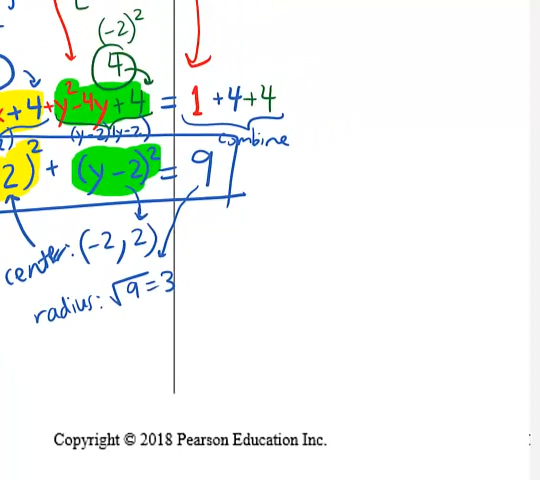 (-2)²
4
x + 4 + y² - 4y + 4 = 1 + 4 + 4
(y-2)(y-2) combine
2)² + (y-2)² = 9
center: (-2, 2)
radius: √9 = 3
Copyright © 2018 Pearson Education Inc.